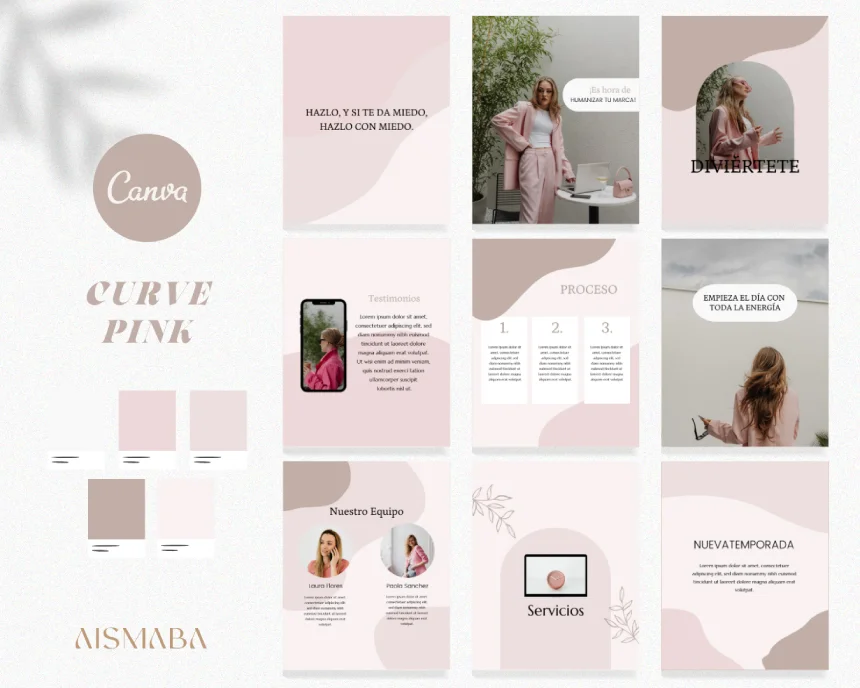 Canva
CURVE
PINK
AISMABA
HAZLO, Y SI TE DA MIEDO,
HAZLO CON MIEDO.
¡Es hora de
HUMANIZAR TU MARCA!
DIVIÉRTETE
Testimonios
Lorem ipsum dolor sit amet,
consectetuer adipiscing elit, sed
diam nonummy nibh euismod
tincidunt ut laoreet dolore
magna aliquam erat volutpat.
Ut wisi enim ad minim veniam,
quis nostrud exerci tation
ullamcorper suscipit
lobortis nisl ut.
PROCESO
1.
Lorem ipsum dolor sit
amet, consectetuer
adipiscing elit, sed
diam nonummy nibh
euismod tincidunt ut
laoreet dolore magna
aliquam erat volutpat.
2.
Lorem ipsum dolor sit
amet, consectetuer
adipiscing elit, sed
diam nonummy nibh
euismod tincidunt ut
laoreet dolore magna
aliquam erat volutpat.
3.
Lorem ipsum dolor sit
amet, consectetuer
adipiscing elit, sed
diam nonummy nibh
euismod tincidunt ut
laoreet dolore magna
aliquam erat volutpat.
EMPIEZA EL DÍA CON
TODA LA ENERGÍA
Nuestro Equipo
Laura Flores
Paola Sánchez
Servicios
NUEVATEMPORADA
Lorem ipsum dolor sit amet, consectetuer
adipiscing elit, sed diam nonummy nibh euismod
tincidunt ut laoreet dolore magna aliquam erat
volutpat.